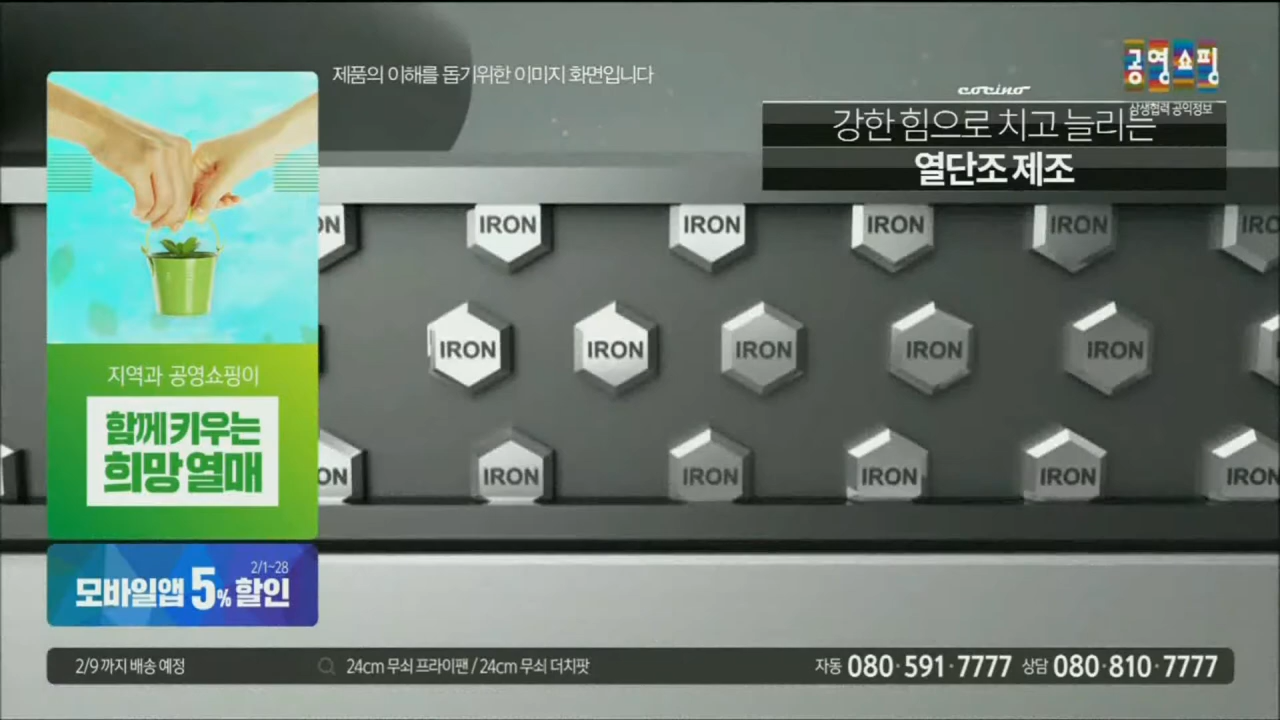 제품의 이해를 돕기위한 이미지 화면입니다
공영쇼핑
상생협력 공익정보
cocino
강한 힘으로 치고 늘리는
열단조 제조
IRON IRON IRON IRON
IRON IRON IRON IRON IRON
IRON IRON IRON IRON IRON
지역과 공영쇼핑이
함께 키우는
희망 열매
2/1~28
모바일앱 5% 할인
2/9 까지 배송 예정
24cm 무쇠 프라이팬 / 24cm 무쇠 더치팟
자동 080·591·7777 상담 080·810·7777